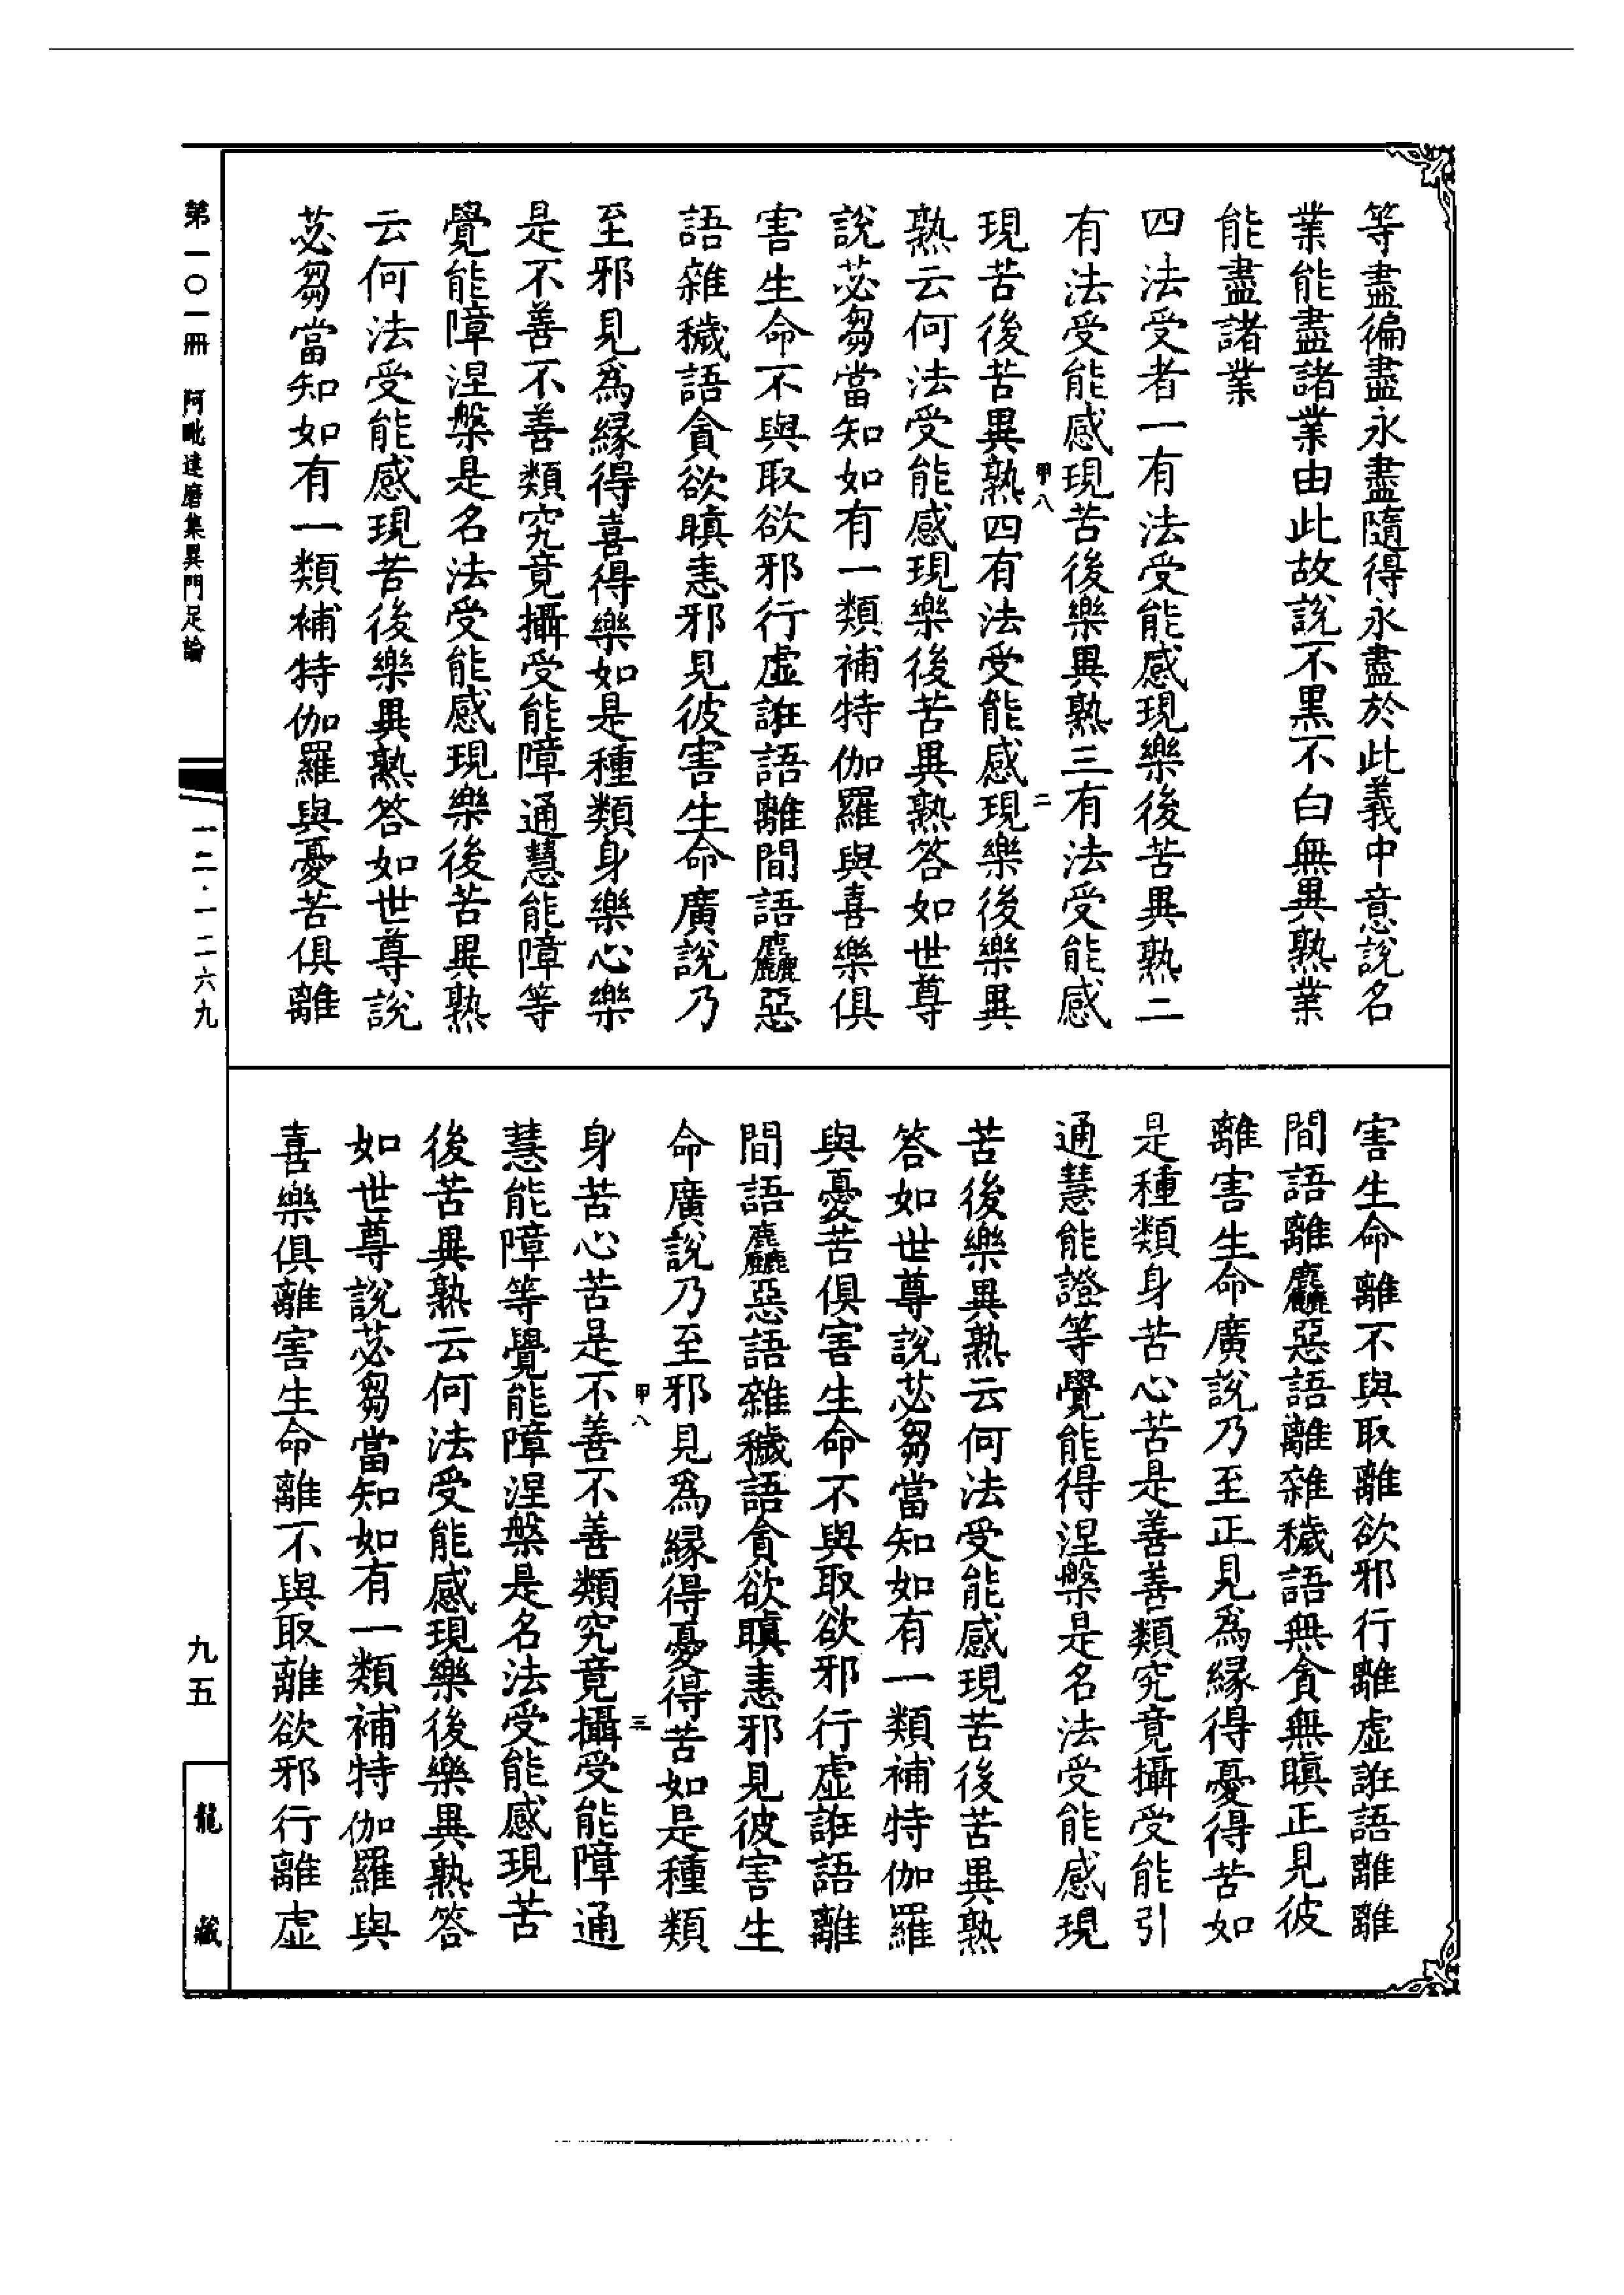 等盡徧盡永盡隨得永盡於此義中意說名
業能盡諸業由此故說不黑不白無異熟業
能盡諸業
四法受者一有法受能感現樂後苦異熟二
有法受能感現苦後樂異熟三有法受能感
甲八 二
現苦後苦異熟四有法受能感現樂後樂異
熟云何法受能感現樂後苦異熟答如世尊
說苾芻當知如有一類補特伽羅與喜樂俱
害生命不與取欲邪行虛誑語離間語麤惡
語雜穢語貪欲瞋恚邪見彼害生命廣說乃
至邪見爲緣得喜得樂如是種類身樂心樂
是不善不善類究竟攝受能障通慧能障等
覺能障涅槃是名法受能感現樂後苦異熟
云何法受能感現苦後樂異熟答如世尊說
苾芻當知如有一類補特伽羅與憂苦俱離
害生命離不與取離欲邪行離虛誑語離離
間語離麤惡語離雜穢語無貪無瞋正見彼
離害生命廣說乃至正見爲緣得憂得苦如
是種類身苦心苦是善善類究竟攝受能引
通慧能證等覺能得涅槃是名法受能感現
苦後樂異熟云何法受能感現苦後苦異熟
答如世尊說苾芻當知如有一類補特伽羅
與憂苦俱害生命不與取欲邪行虛誑語離
間語麤惡語雜穢語貪欲瞋恚邪見彼害生
命廣說乃至邪見爲緣得憂得苦如是種類
甲八 三
身苦心苦是不善不善類究竟攝受能障通
慧能障等覺能障涅槃是名法受能感現苦
後苦異熟云何法受能感現樂後樂異熟答
如世尊說苾芻當知如有一類補特伽羅與
喜樂俱離害生命離不與取離欲邪行離虛
第一〇一冊 阿毗達磨集異門足論
一二·一二六九
九五
龍藏